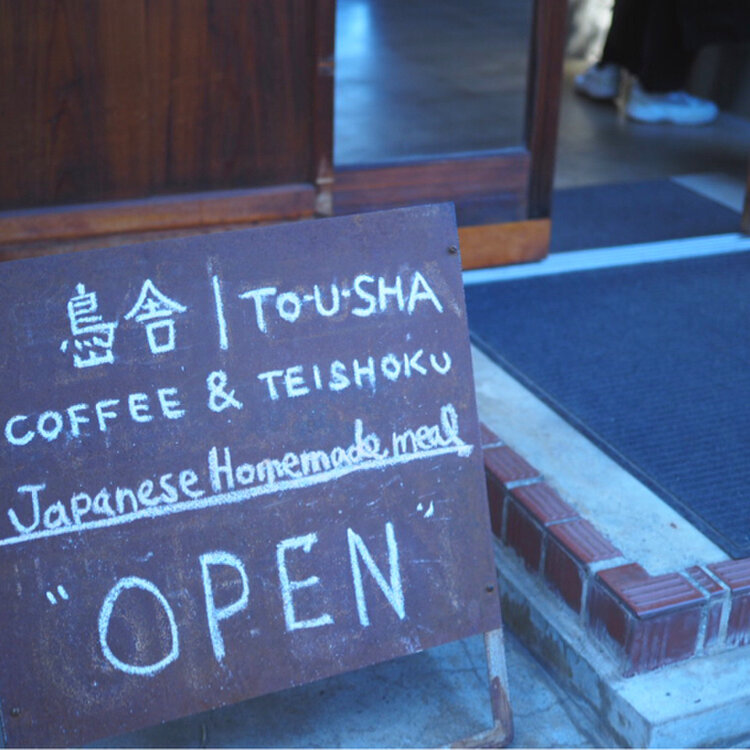 島舎 | TO-U-SHA
COFFEE & TEISHOKU
Japanese Homemade meal
"OPEN"